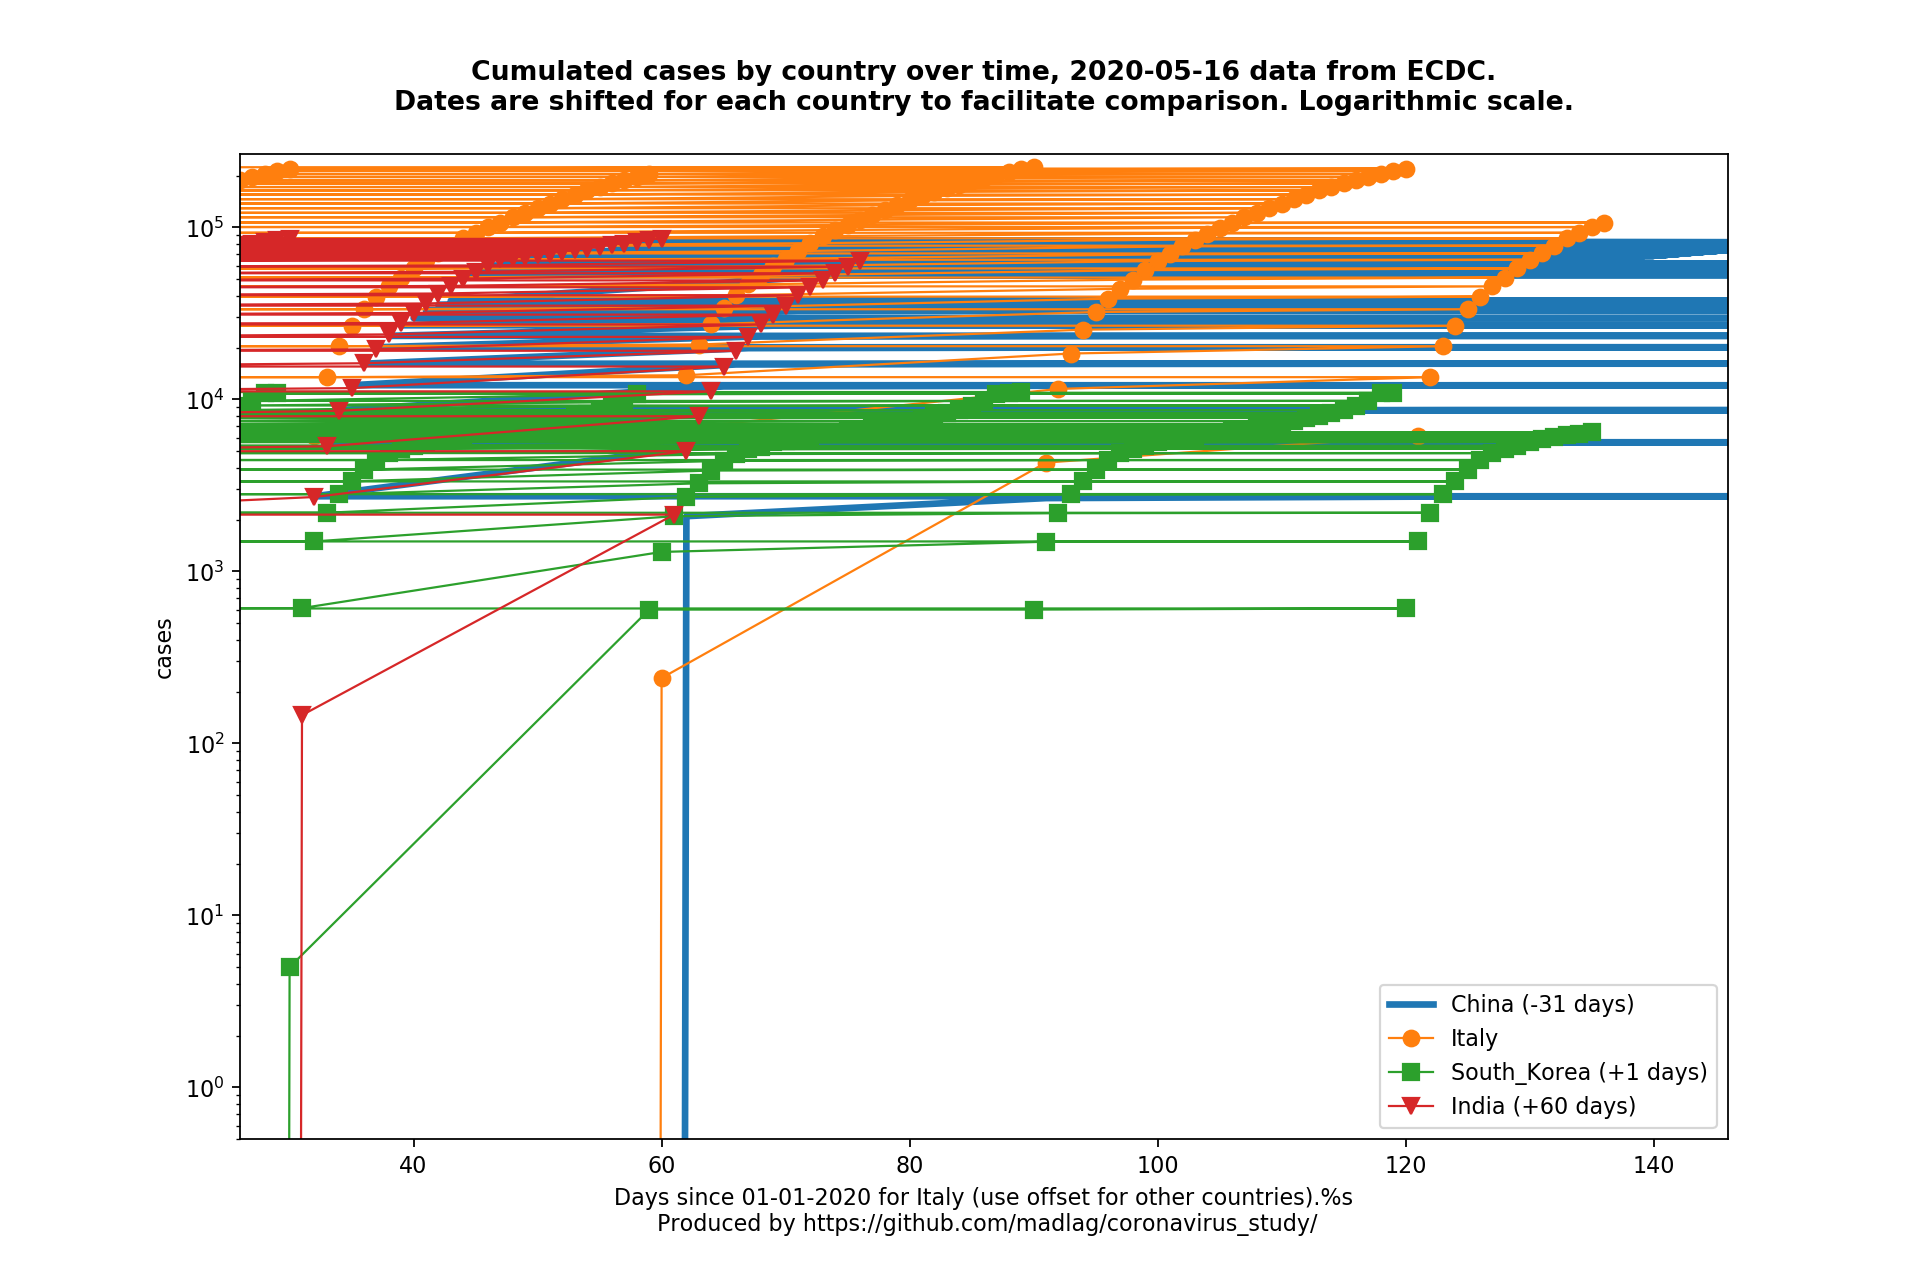 Cumulated cases by country over time, 2020-05-16 data from ECDC.
Dates are shifted for each country to facilitate comparison. Logarithmic scale.
10^5
10^4
10^3
10^2
10^1
10^0
cases
40 60 80 100 120 140
Days since 01-01-2020 for Italy (use offset for other countries).%s
Produced by https://github.com/madlag/coronavirus_study/
China (-31 days)
Italy
South_Korea (+1 days)
India (+60 days)